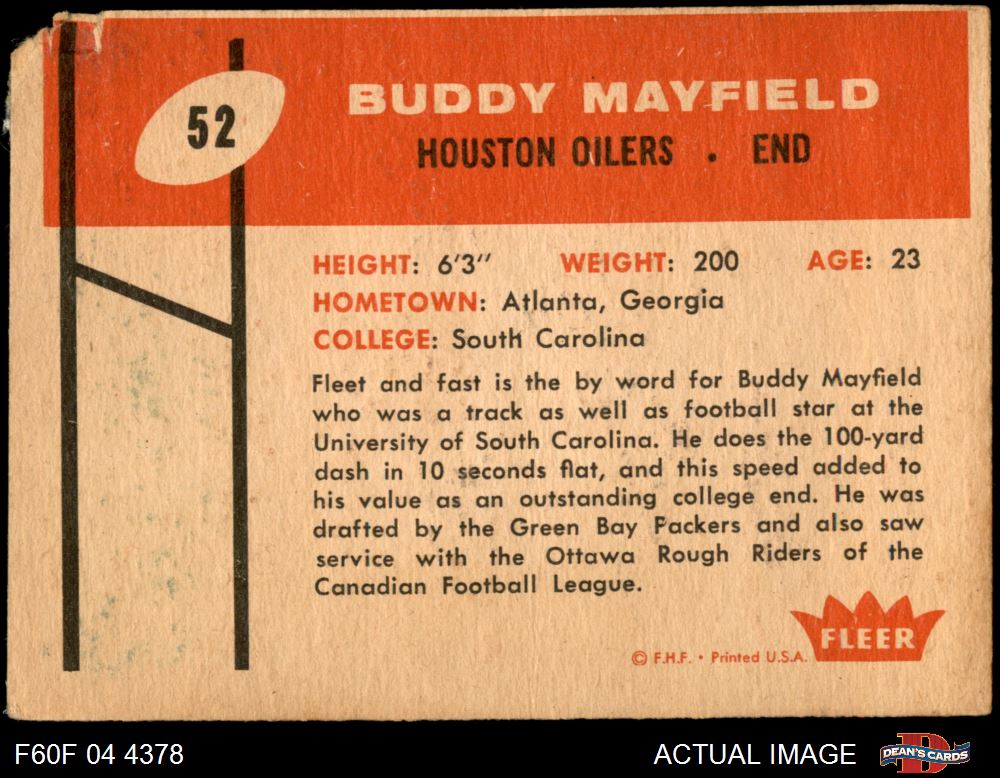 52
BUDDY MAYFIELD
HOUSTON OILERS . END
HEIGHT: 6'3" WEIGHT: 200 AGE: 23
HOMETOWN: Atlanta, Georgia
COLLEGE: South Carolina
Fleet and fast is the by word for Buddy Mayfield
who was a track as well as football star at the
University of South Carolina. He does the 100-yard
dash in 10 seconds flat, and this speed added to
his value as an outstanding college end. He was
drafted by the Green Bay Packers and also saw
service with the Ottawa Rough Riders of the
Canadian Football League.
FLEER
© F.H.F. • Printed U.S.A.
F60F 04 4378
ACTUAL IMAGE
DEAN'S CARDS